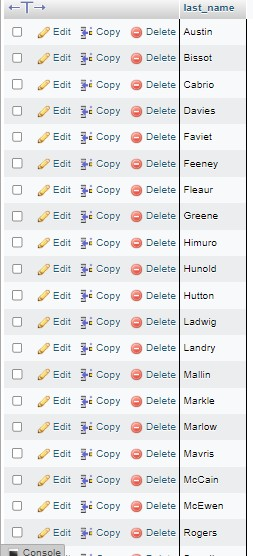 last_name
Edit Copy Delete Austin
Edit Copy Delete Bissot
Edit Copy Delete Cabrio
Edit Copy Delete Davies
Edit Copy Delete Faviet
Edit Copy Delete Feeney
Edit Copy Delete Fleaur
Edit Copy Delete Greene
Edit Copy Delete Himuro
Edit Copy Delete Hunold
Edit Copy Delete Hutton
Edit Copy Delete Ladwig
Edit Copy Delete Landry
Edit Copy Delete Mallin
Edit Copy Delete Markle
Edit Copy Delete Marlow
Edit Copy Delete Mavris
Edit Copy Delete McCain
Edit Copy Delete McEwen
Edit Copy Delete Rogers
Console